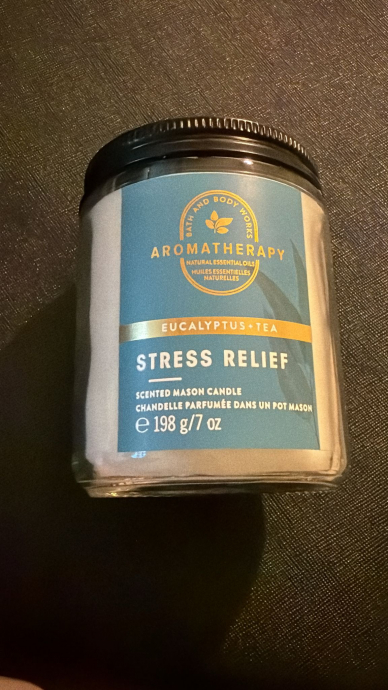 BATH AND BODY WORKS
AROMATHERAPY
NATURAL ESSENTIAL OILS
HUILES ESSENTIELLES
NATURELLES
EUCALYPTUS • TEA
STRESS RELIEF
SCENTED MASON CANDLE
CHANDELLE PARFUMÉE DANS UN POT MASON
℮ 198 g/7 oz